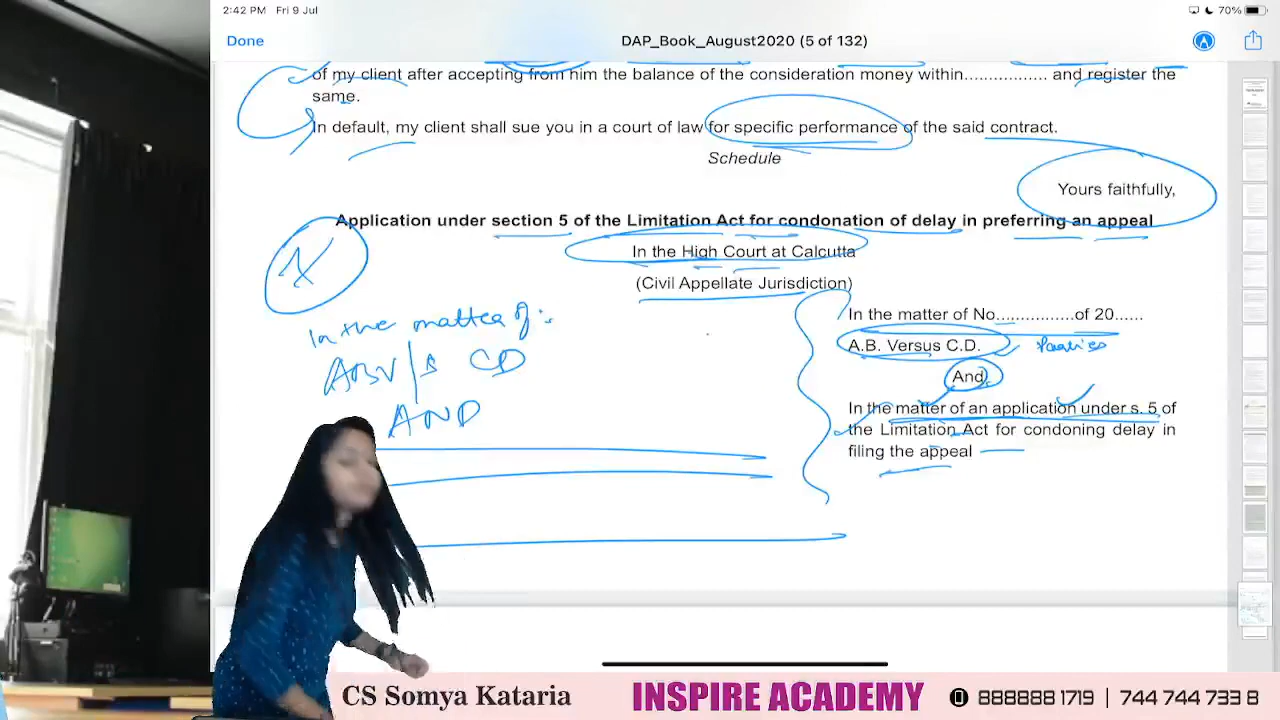 2:42 PM Fri 9 Jul
70%
Done
DAP_Book_August2020 (5 of 132)
of my client after accepting from him the balance of the consideration money within................. and register the
same.
In default, my client shall sue you in a court of law for specific performance of the said contract.
Schedule
Yours faithfully,
Application under section 5 of the Limitation Act for condonation of delay in preferring an appeal
In the High Court at Calcutta
(Civil Appellate Jurisdiction)
In the matter of:
AB V/s CD
AND
In the matter of No................of 20......
A.B. Versus C.D.
Parties
And
In the matter of an application under s. 5 of
the Limitation Act for condoning delay in
filing the appeal
CS Somya Kataria
INSPIRE ACADEMY
888888 1719 | 744 744 733 8